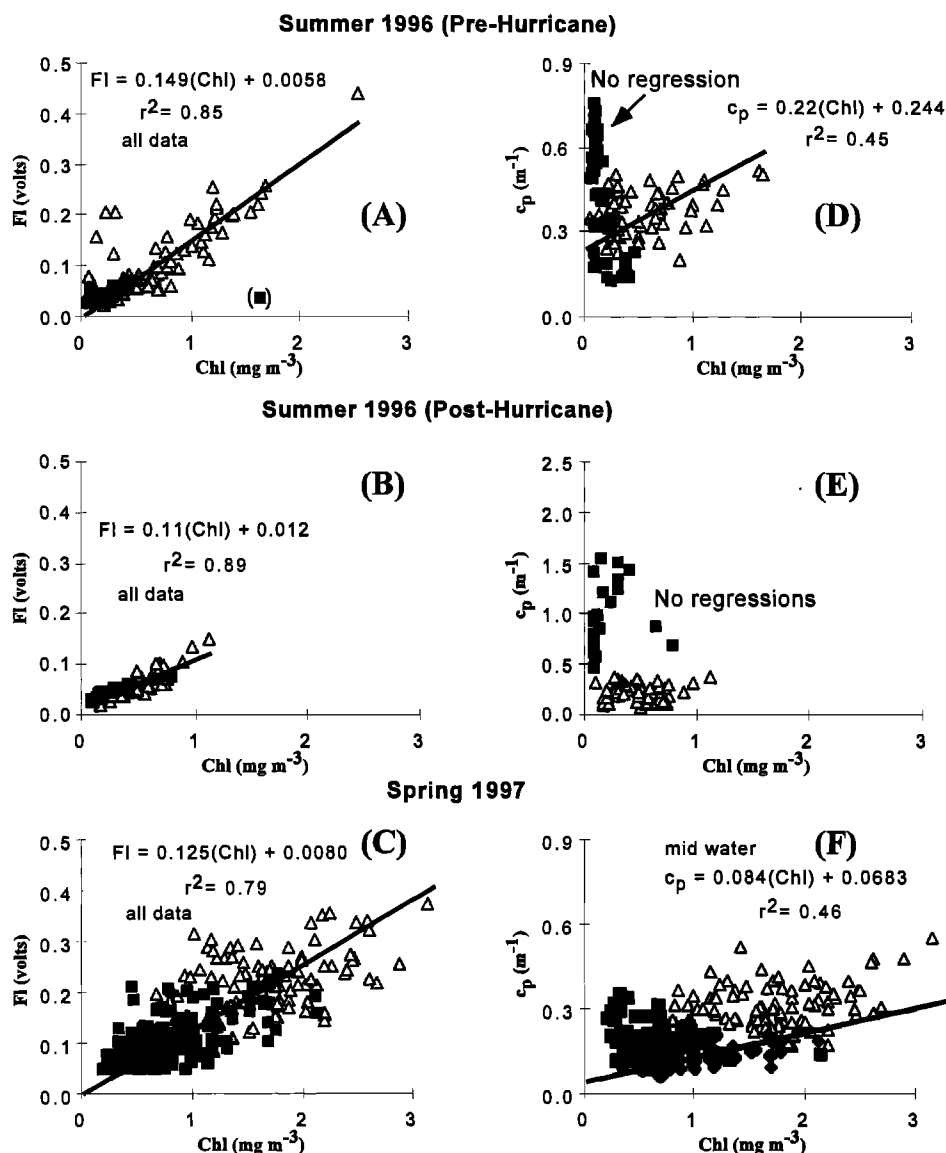 Summer 1996 (Pre-Hurricane)
Fl = 0.149(Chl) + 0.0058
r² = 0.85
all data
(A)
Fl (volts)
0.5
0.4
0.3
0.2
0.1
0.0
0 1 2 3
Chl (mg m⁻³)
No regression
cₚ = 0.22(Chl) + 0.244
r² = 0.45
(D)
cₚ (m⁻¹)
0.9
0.6
0.3
0.0
0 1 2 3
Chl (mg m⁻³)
Summer 1996 (Post-Hurricane)
(B)
Fl = 0.11(Chl) + 0.012
r² = 0.89
all data
Fl (volts)
0.5
0.4
0.3
0.2
0.1
0.0
0 1 2 3
Chl (mg m⁻³)
(E)
No regressions
cₚ (m⁻¹)
2.5
2.0
1.5
1.0
0.5
0.0
0 1 2 3
Chl (mg m⁻³)
Spring 1997
(C)
Fl = 0.125(Chl) + 0.0080
r² = 0.79
all data
Fl (volts)
0.5
0.4
0.3
0.2
0.1
0.0
0 1 2 3
Chl (mg m⁻³)
mid water
(F)
cₚ = 0.084(Chl) + 0.0683
r² = 0.46
cₚ (m⁻¹)
0.9
0.6
0.3
0.0
0 1 2 3
Chl (mg m⁻³)